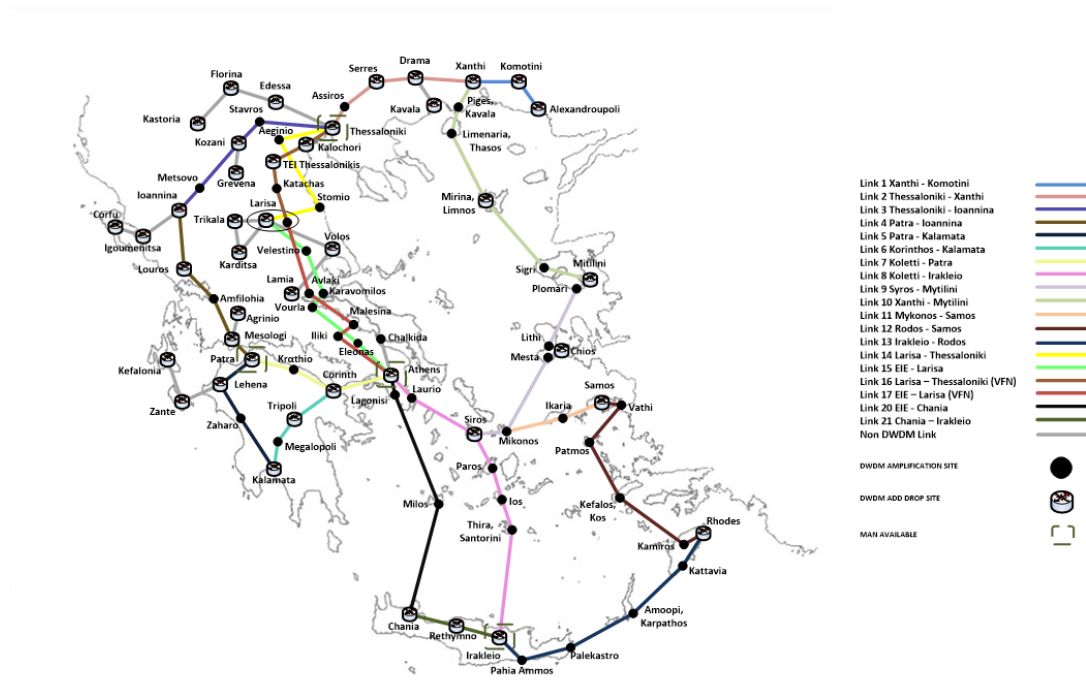 Florina
Edessa
Stavros
Kastoria
Kozani
Aeginio
Assiros
Serres
Drama
Kavala
Xanthi
Komotini
Piges,
Kavala
Alexandroupoli
Thessaloniki
Kalochori
TEI Thessalonikis
Limenaria,
Thasos
Grevena
Katachas
Metsovo
Ioannina
Larisa
Stomio
Mirina,
Limnos
Corfu
Igoumenitsa
Trikala
Karditsa
Velestino
Volos
Louros
Lamia
Avlaki
Karavomilos
Sigri
Mitilini
Plomari
Amfilohia
Agrinio
Vourla
Malesina
Mesologi
Iliki
Eleonas
Chalkida
Lithi
Mesta
Chios
Patra
Krathio
Kefalonia
Lehena
Corinth
Athens
Lagonisi
Laurio
Zante
Zaharo
Tripoli
Megalopoli
Kalamata
Siros
Mikonos
Ikaria
Samos
Vathi
Patmos
Paros
Ios
Milos
Thira,
Santorini
Kefalos,
Kos
Rhodes
Kamiros
Kattavia
Amoopi,
Karpathos
Chania
Rethymno
Irakleio
Pahia Ammos
Palekastro
Link 1 Xanthi - Komotini
Link 2 Thessaloniki - Xanthi
Link 3 Thessaloniki - Ioannina
Link 4 Patra - Ioannina
Link 5 Patra - Kalamata
Link 6 Korinthos - Kalamata
Link 7 Koletti - Patra
Link 8 Koletti - Irakleio
Link 9 Syros - Mytilini
Link 10 Xanthi - Mytilini
Link 11 Mykonos - Samos
Link 12 Rodos - Samos
Link 13 Irakleio - Rodos
Link 14 Larisa - Thessaloniki
Link 15 EIE - Larisa
Link 16 Larisa – Thessaloniki (VFN)
Link 17 EIE – Larisa (VFN)
Link 20 EIE - Chania
Link 21 Chania – Irakleio
Non DWDM Link
DWDM AMPLIFICATION SITE
DWDM ADD DROP SITE
MAN AVAILABLE